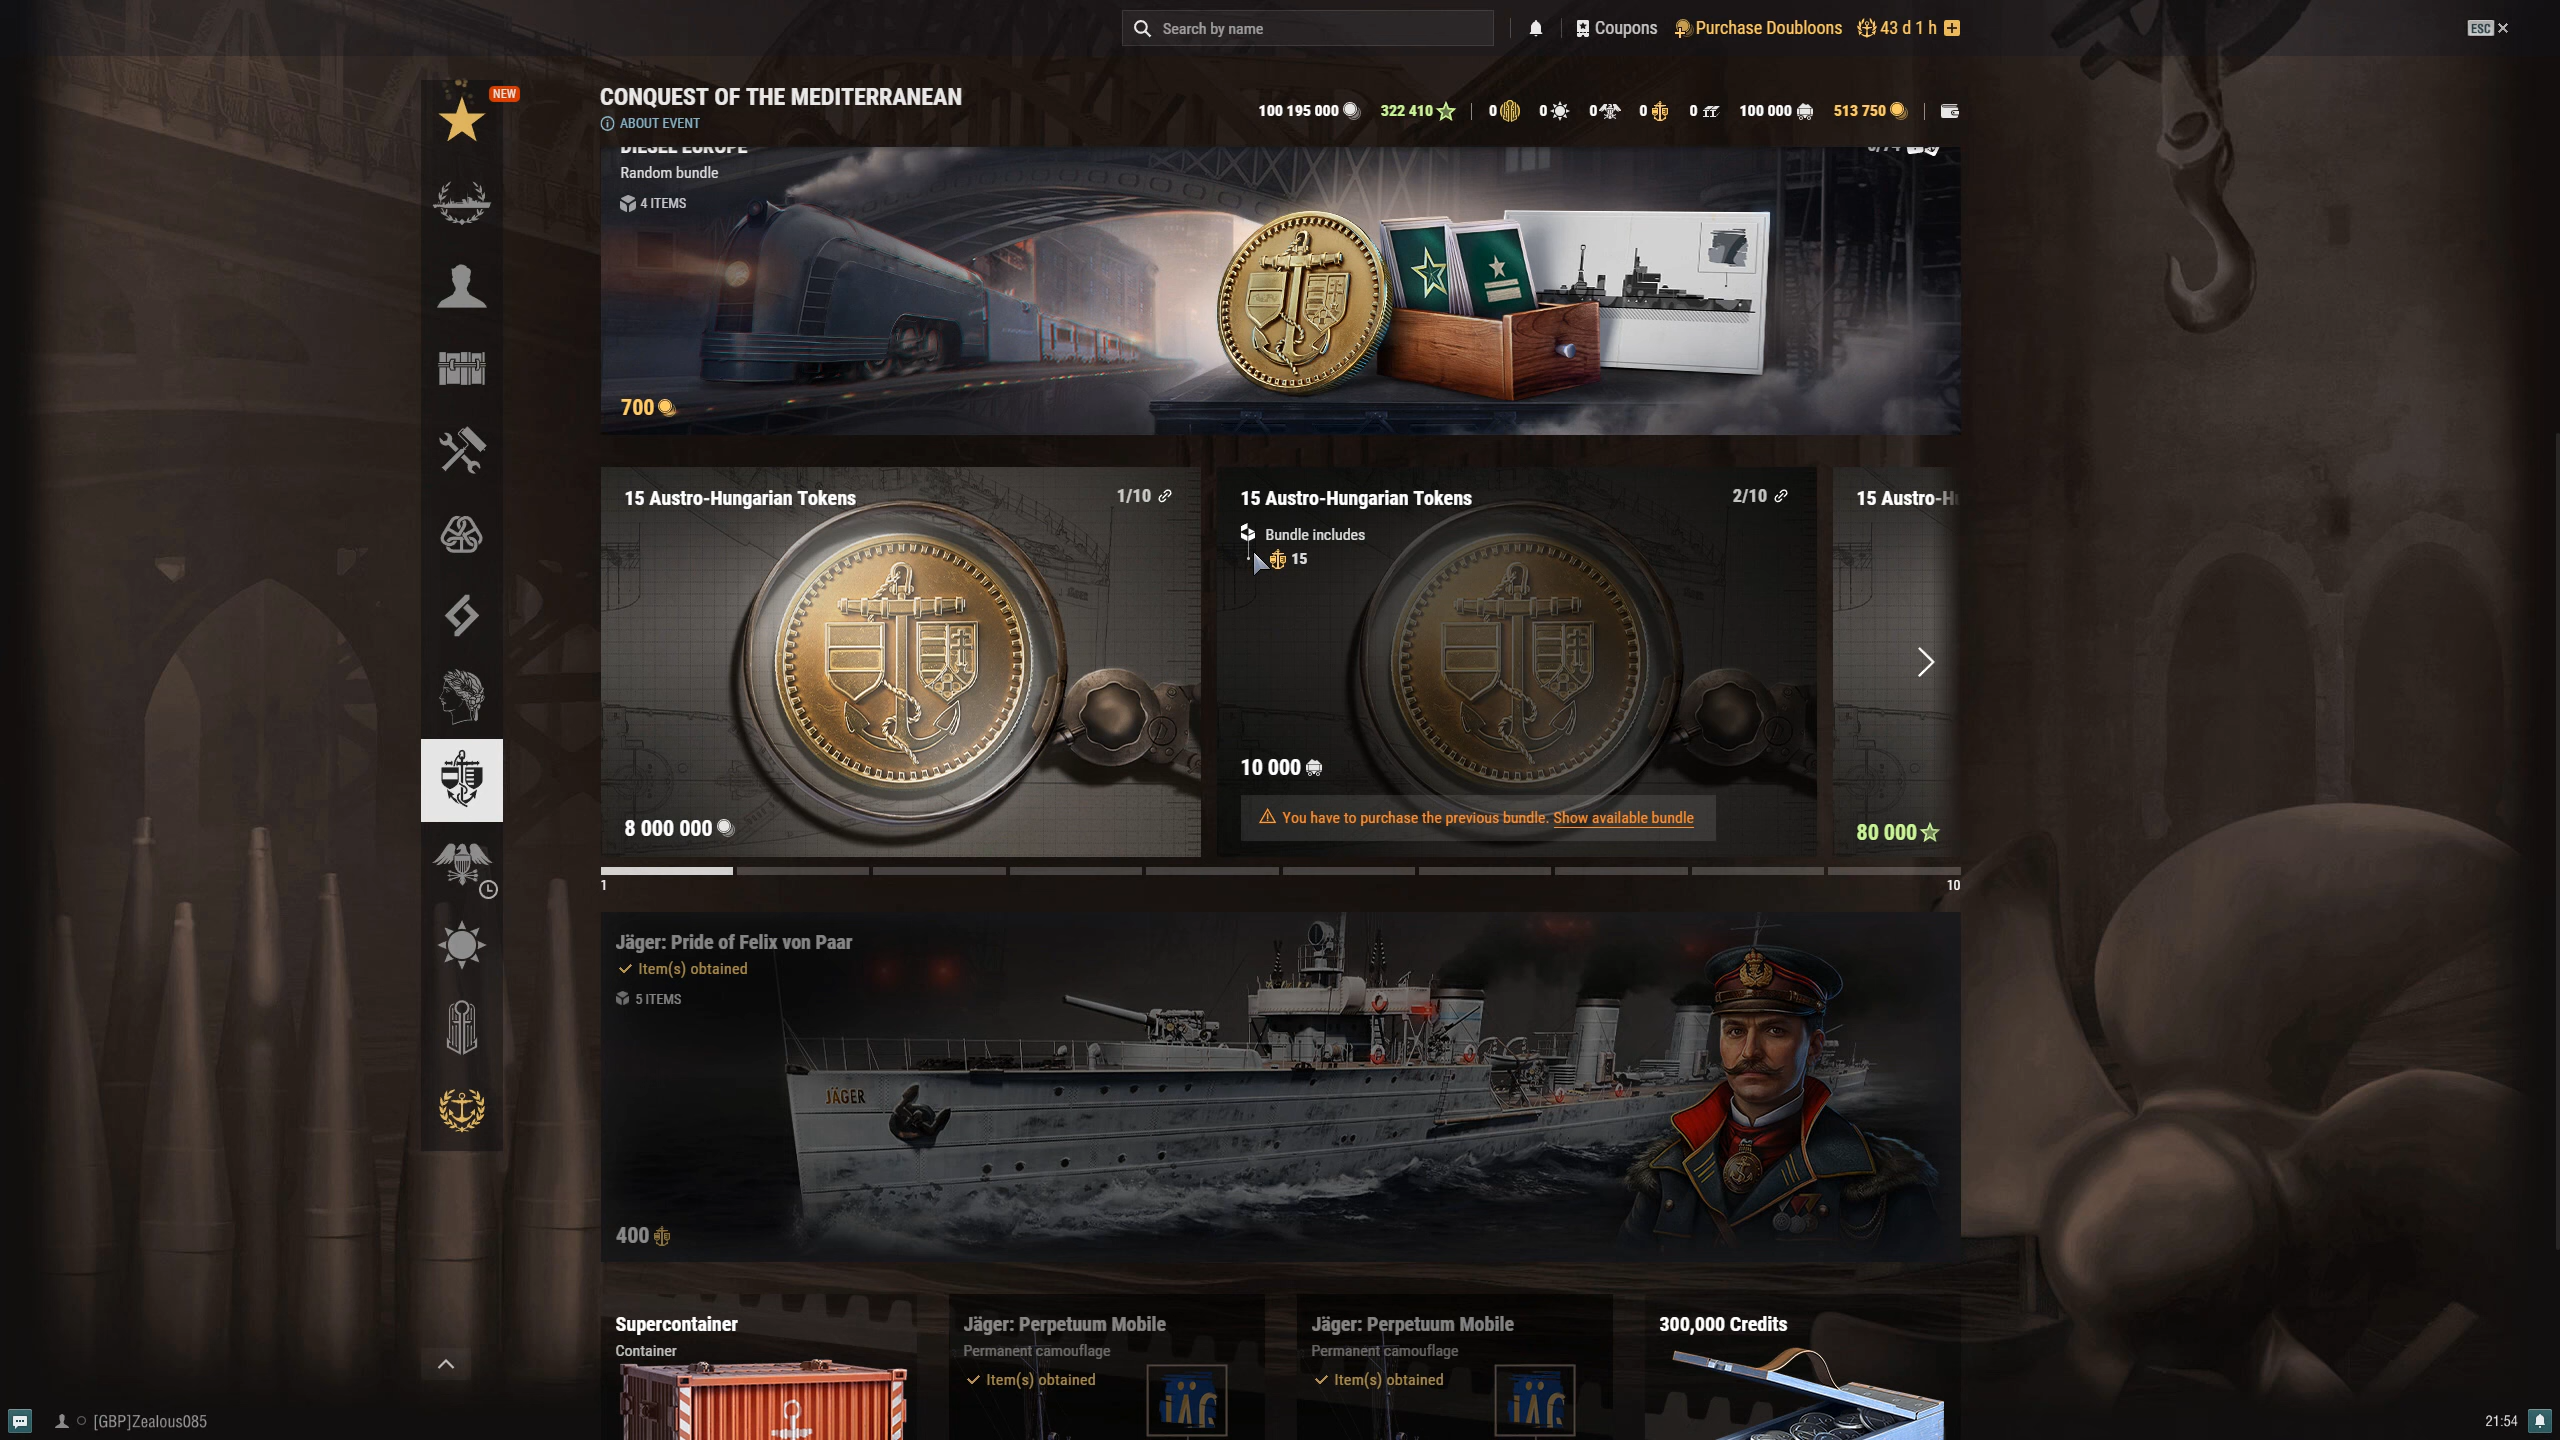 Search by name
Coupons
Purchase Doubloons
43 d 1 h
ESC
NEW
CONQUEST OF THE MEDITERRANEAN
ABOUT EVENT
100 195 000
322 410
0
0
0
0
0
100 000
513 750
DIESEL EUROPE
Random bundle
4 ITEMS
700
15 Austro-Hungarian Tokens
1/10
8 000 000
15 Austro-Hungarian Tokens
2/10
Bundle includes
15
10 000
You have to purchase the previous bundle. Show available bundle
15 Austro-Hu
80 000
1
10
Jäger: Pride of Felix von Paar
Item(s) obtained
5 ITEMS
JÄGER
400
Supercontainer
Container
Jäger: Perpetuum Mobile
Permanent camouflage
Item(s) obtained
Jäger: Perpetuum Mobile
Permanent camouflage
Item(s) obtained
300,000 Credits
[GBP]Zealous085
21:54